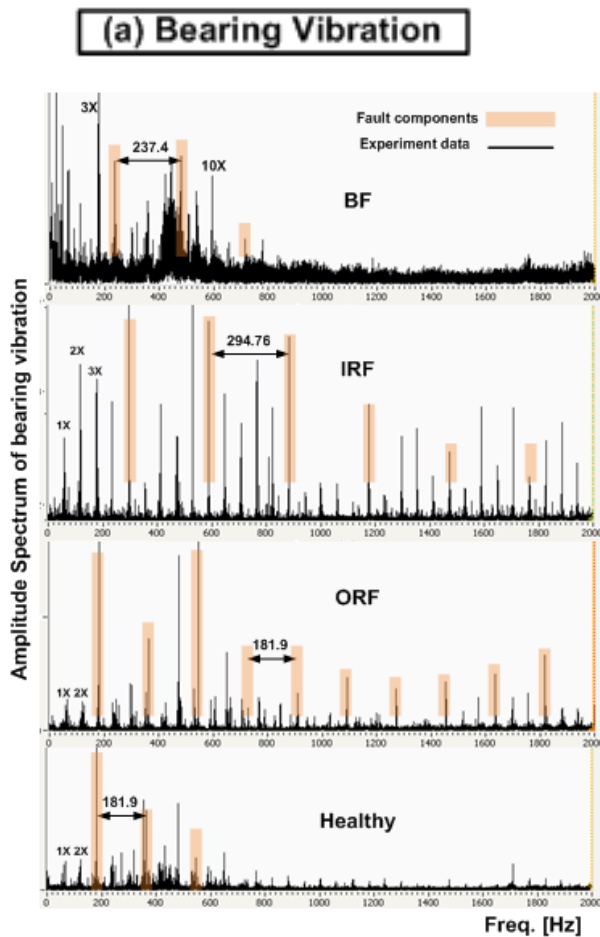 (a) Bearing Vibration
Amplitude Spectrum of bearing vibration
3X
237.4
10X
Fault components
Experiment data
BF
0 200 400 600 800 1000 1200 1400 1600 1800 2000
2X
3X
1X
294.76
IRF
0 200 400 600 800 1000 1200 1400 1600 1800 2000
ORF
181.9
1X 2X
0 200 400 600 800 1000 1200 1400 1600 1800 2000
181.9
Healthy
1X 2X
0 200 400 600 800 1000 1200 1400 1600 1800 2000
Freq. [Hz]